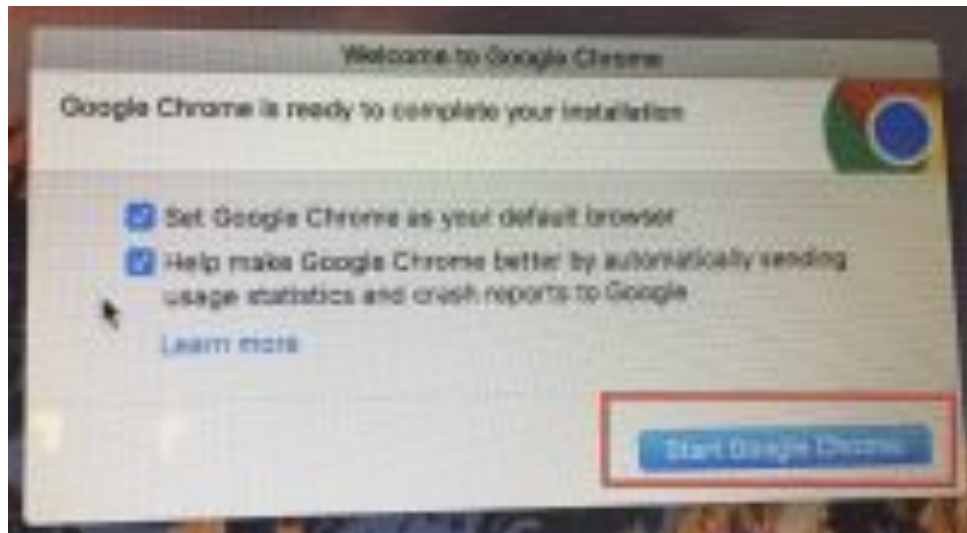 Welcome to Google Chrome
Google Chrome is ready to complete your installation
Set Google Chrome as your default browser
Help make Google Chrome better by automatically sending
usage statistics and crash reports to Google
Learn more
Start Google Chrome